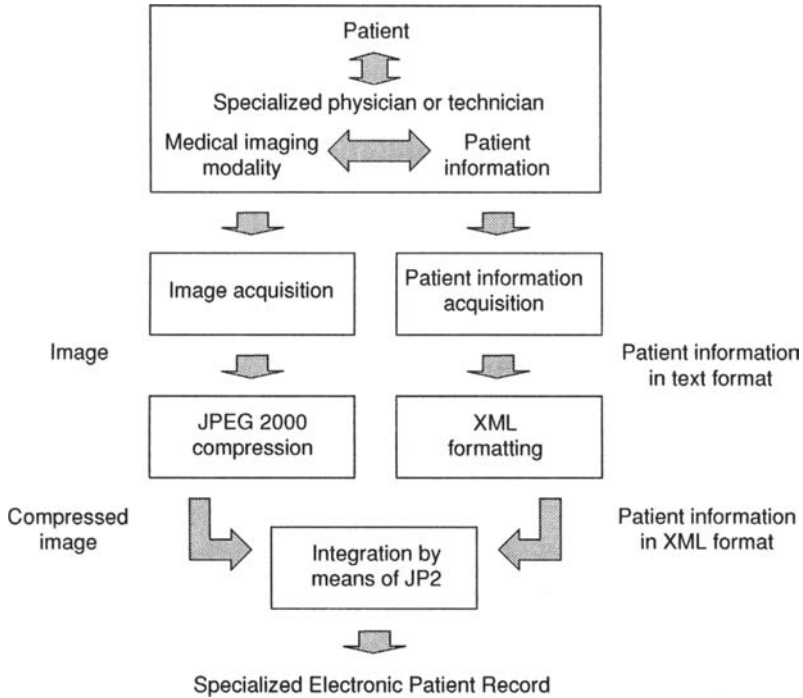 Patient
Specialized physician or technician
Medical imaging
modality
Patient
information
Image acquisition
Patient information
acquisition
Image
Patient information
in text format
JPEG 2000
compression
XML
formatting
Compressed
image
Patient information
in XML format
Integration by
means of JP2
Specialized Electronic Patient Record